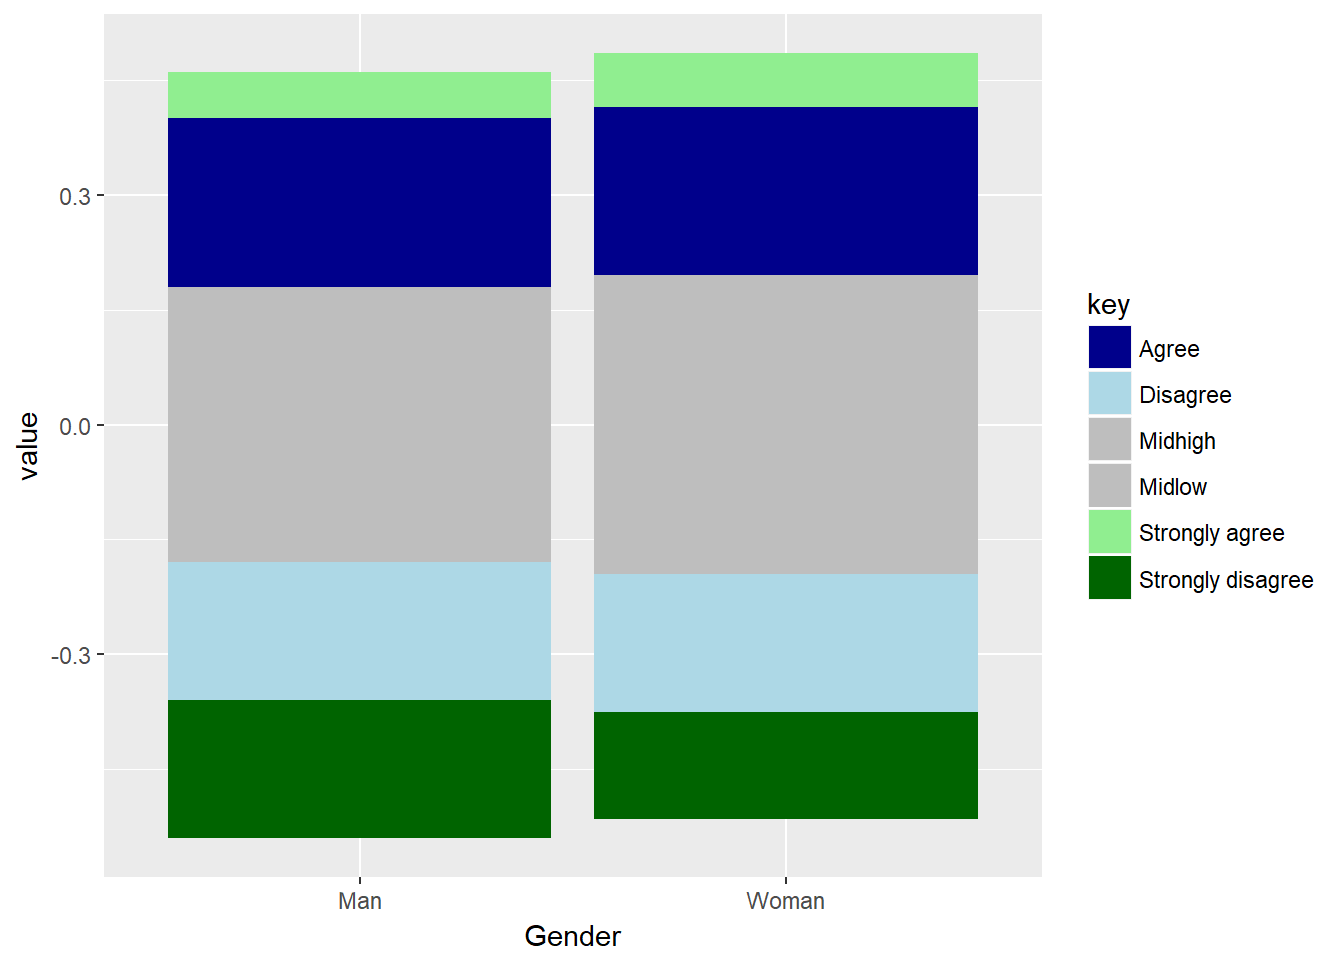 value
0.3
0.0
-0.3
Man
Woman
Gender
key
Agree
Disagree
Midhigh
Midlow
Strongly agree
Strongly disagree